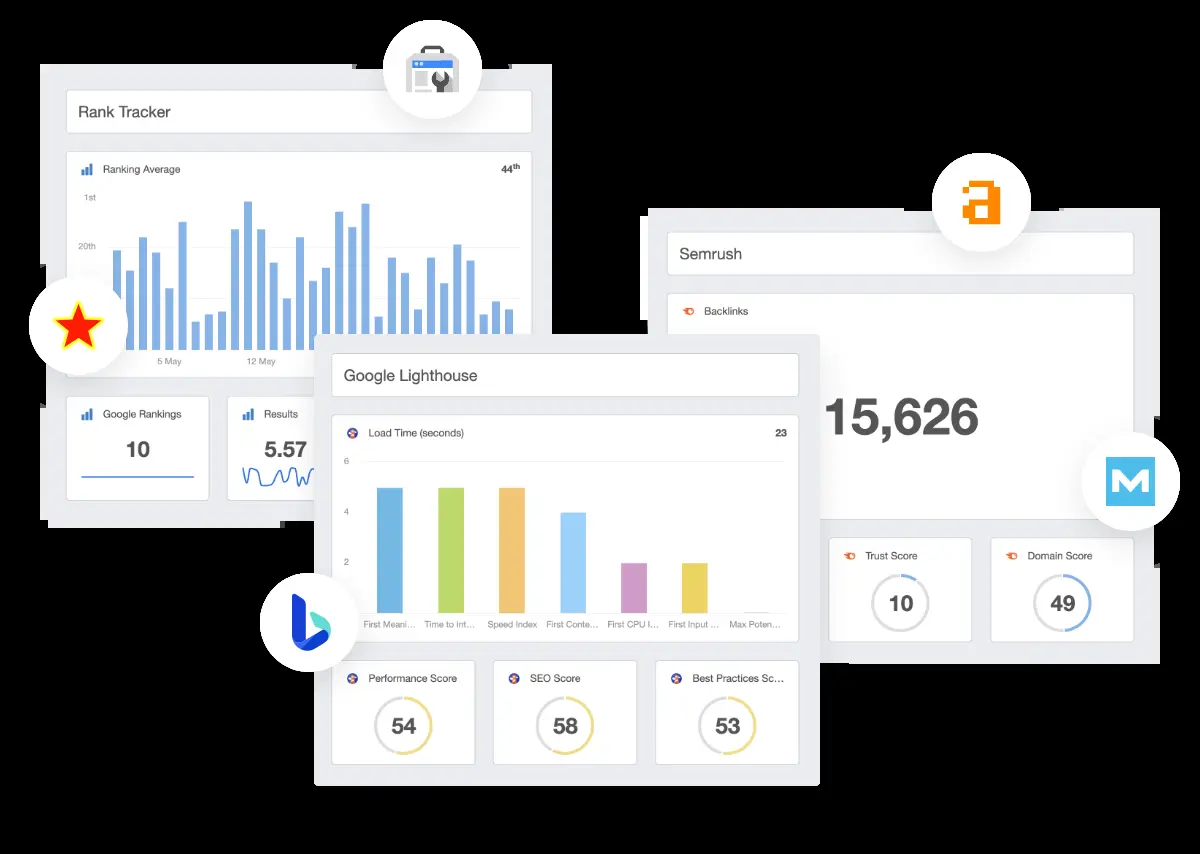 Rank Tracker
Ranking Average
44th
1st
20th
5 May
12 May
Google Rankings
10
Results
5.57
a
Semrush
Backlinks
15,626
M
Trust Score
10
Domain Score
49
Google Lighthouse
Load Time (seconds)
23
6
4
2
First Meani...
Time to Int...
Speed Index
First Conte...
First CPU I...
First Input ...
Max Poten...
Performance Score
54
SEO Score
58
Best Practices Sc...
53